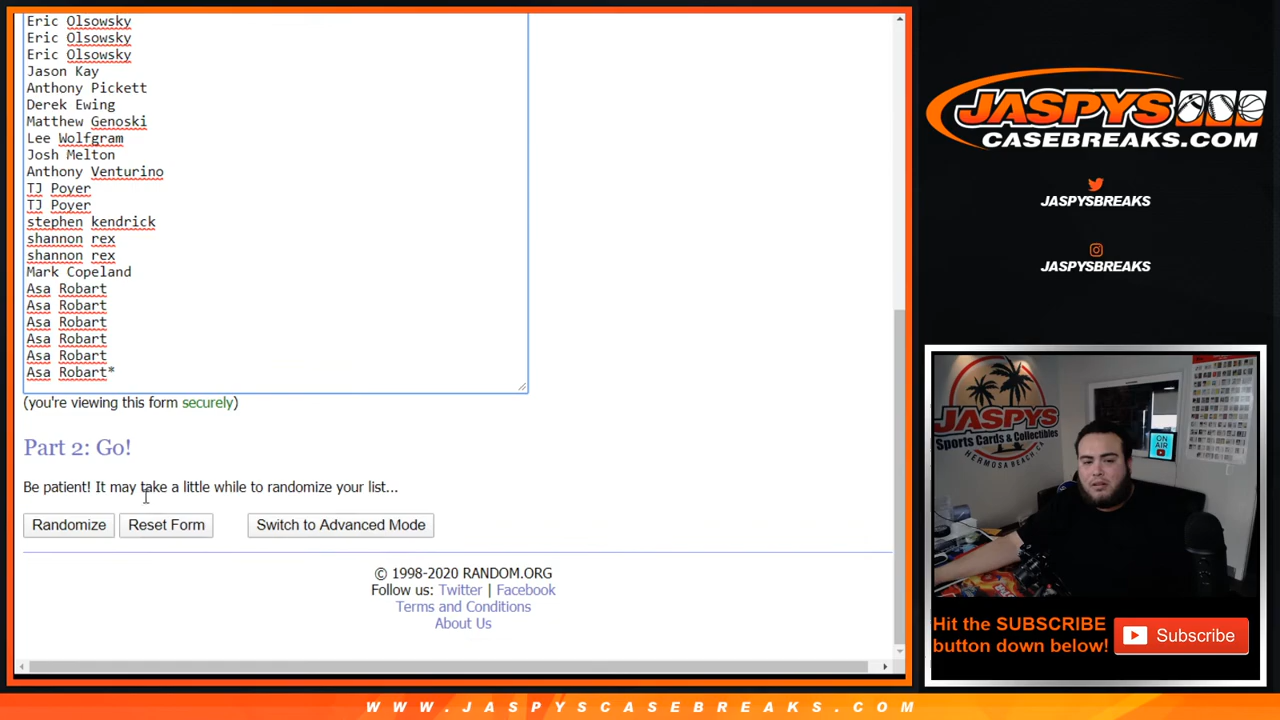 Eric Olsowsky
Eric Olsowsky
Eric Olsowsky
Jason Kay
Anthony Pickett
Derek Ewing
Matthew Genoski
Lee Wolfgram
Josh Melton
Anthony Venturino
TJ Poyer
TJ Poyer
stephen kendrick
shannon rex
shannon rex
Mark Copeland
Asa Robart
Asa Robart
Asa Robart
Asa Robart
Asa Robart
Asa Robart*
(you're viewing this form securely)
Part 2: Go!
Be patient! It may take a little while to randomize your list...
Randomize
Reset Form
Switch to Advanced Mode
© 1998-2020 RANDOM.ORG
Follow us: Twitter | Facebook
Terms and Conditions
About Us
JASPYS
CASEBREAKS.COM
JASPYSBREAKS
JASPYSBREAKS
JASPYS
Sports Cards & Collectibles
HERMOSA BEACH, CA
ON
AIR
Hit the SUBSCRIBE
button down below!
Subscribe
WWW.JASPYSCASEBREAKS.COM